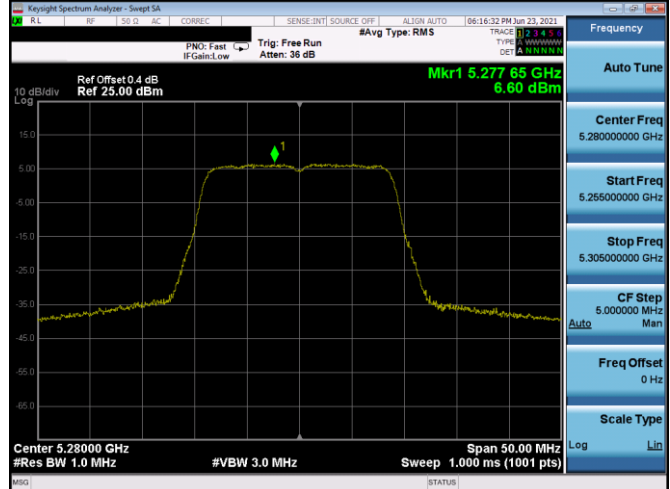 Keysight Spectrum Analyzer - Swept SA
RL RF 50 Ω AC CORREC SENSE:INT SOURCE OFF ALIGN AUTO 06:16:32 PM Jun 23, 2021
#Avg Type: RMS
TRACE 1 2 3 4 5 6
PNO: Fast Trig: Free Run TYPE A WWWWW
IFGain:Low Atten: 36 dB DET A NNNNN
Frequency
Auto Tune
Mkr1 5.277 65 GHz
6.60 dBm
Ref Offset 0.4 dB
10 dB/div Ref 25.00 dBm
Log
15.0
1
5.00
-5.00
-15.0
-25.0
-35.0
-45.0
-55.0
-65.0
Center Freq
5.280000000 GHz
Start Freq
5.255000000 GHz
Stop Freq
5.305000000 GHz
CF Step
5.000000 MHz
Auto Man
Freq Offset
0 Hz
Scale Type
Log Lin
Center 5.28000 GHz Span 50.00 MHz
#Res BW 1.0 MHz #VBW 3.0 MHz Sweep 1.000 ms (1001 pts)
MSG STATUS